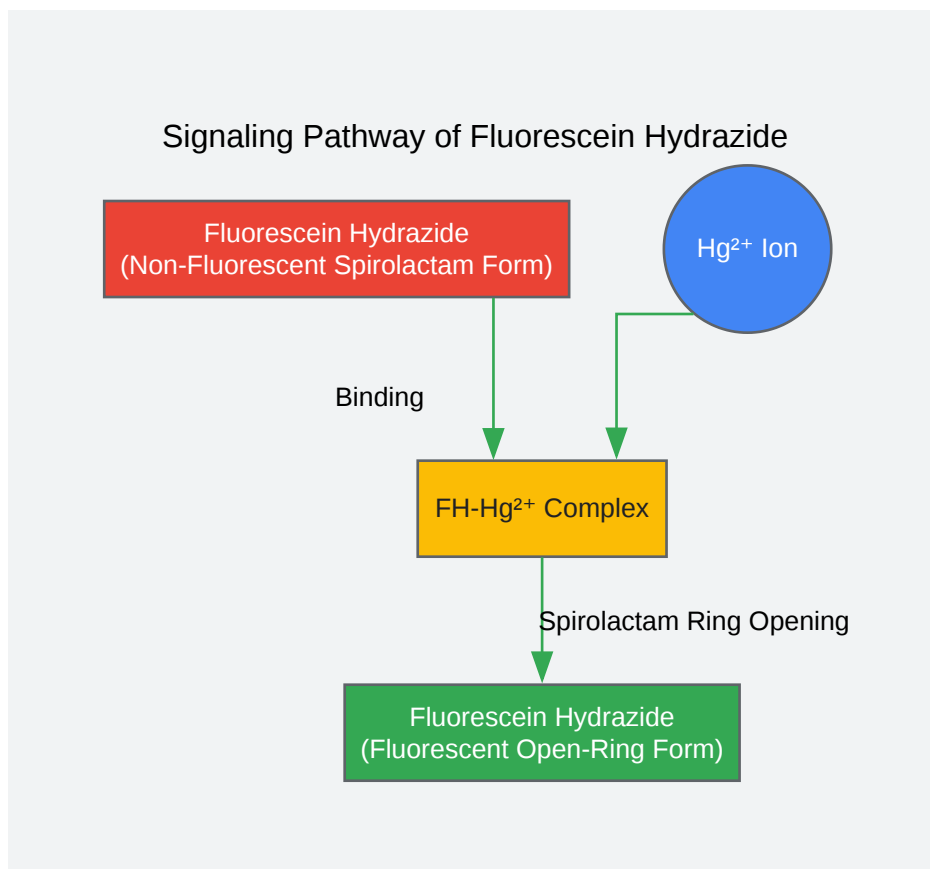 Signaling Pathway of Fluorescein Hydrazide
Fluorescein Hydrazide
(Non-Fluorescent Spirolactam Form)
Hg²⁺ Ion
Binding
FH-Hg²⁺ Complex
Spirolactam Ring Opening
Fluorescein Hydrazide
(Fluorescent Open-Ring Form)